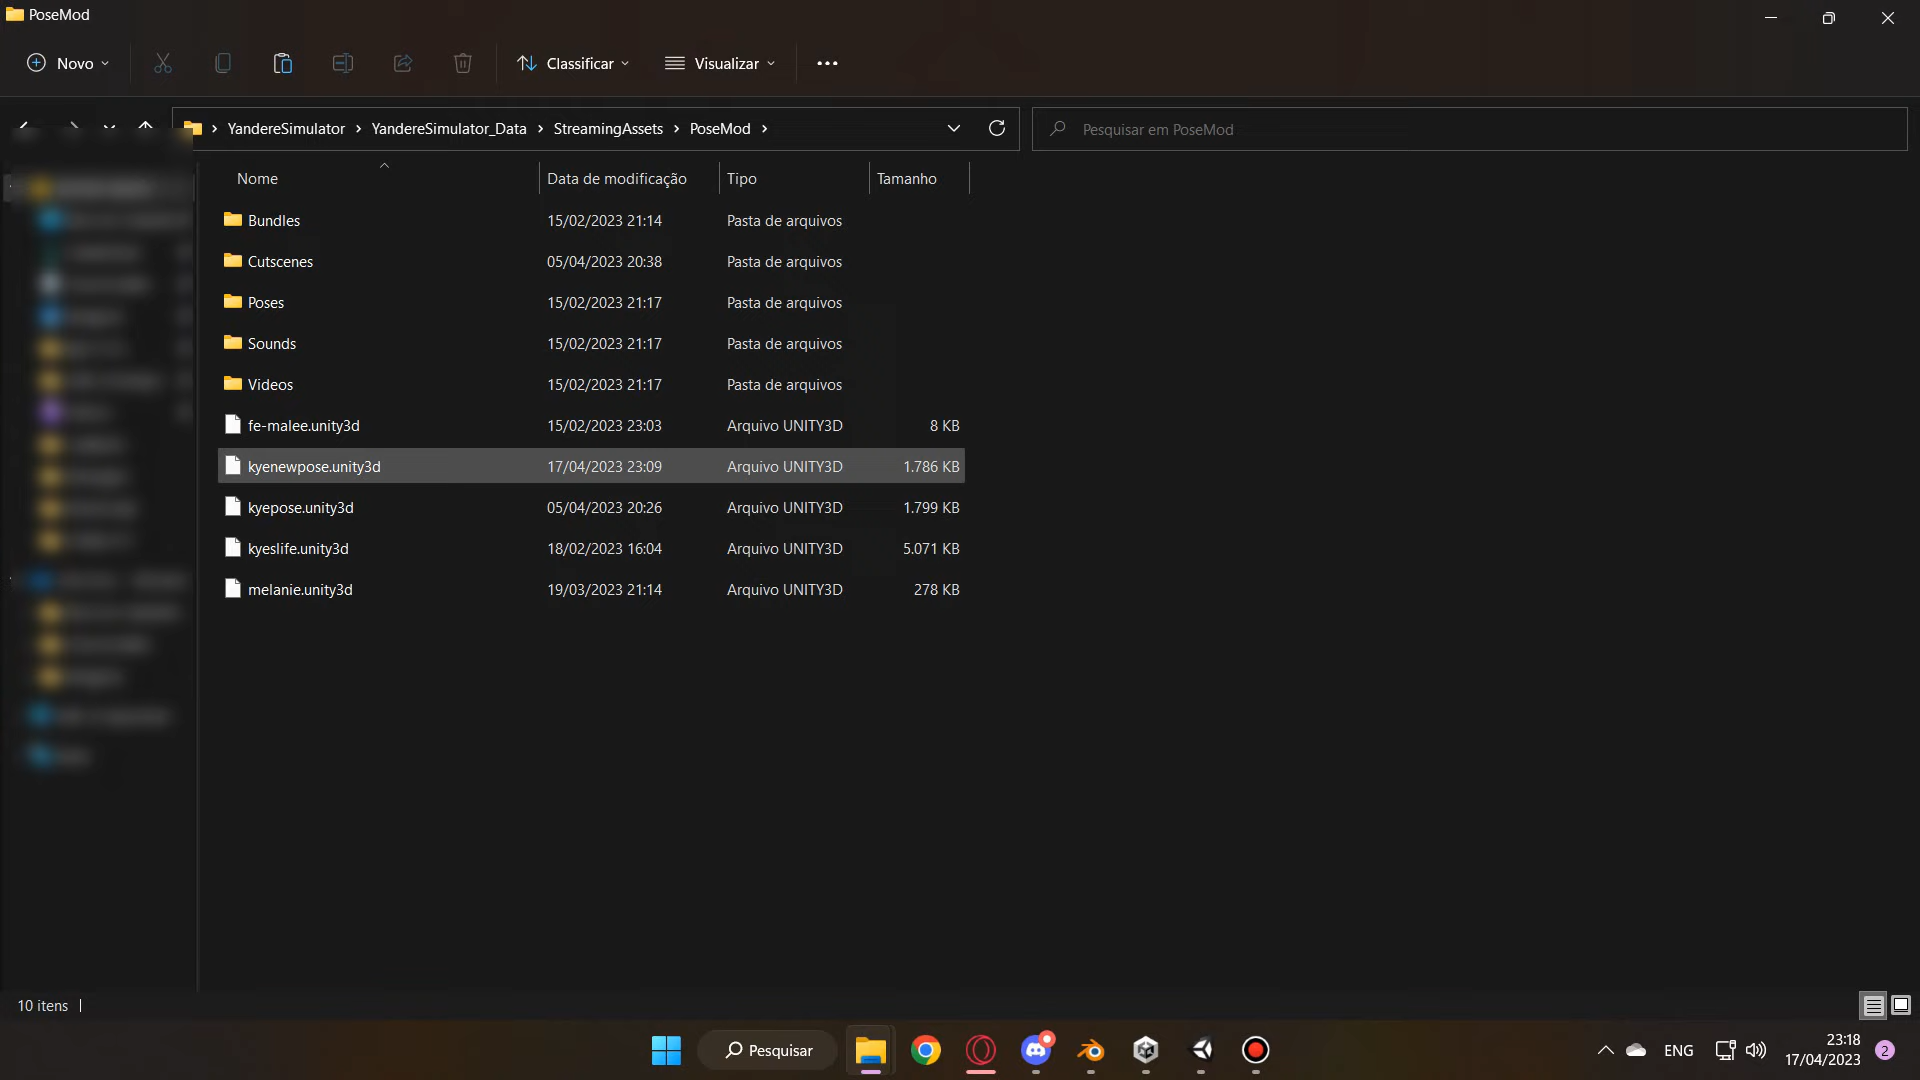 PoseMod
Novo
Classificar
Visualizar
YandereSimulator > YandereSimulator_Data > StreamingAssets > PoseMod >
Pesquisar em PoseMod
Nome Data de modificação Tipo Tamanho
Bundles 15/02/2023 21:14 Pasta de arquivos
Cutscenes 05/04/2023 20:38 Pasta de arquivos
Poses 15/02/2023 21:17 Pasta de arquivos
Sounds 15/02/2023 21:17 Pasta de arquivos
Videos 15/02/2023 21:17 Pasta de arquivos
fe-malee.unity3d 15/02/2023 23:03 Arquivo UNITY3D 8 KB
kyenewpose.unity3d 17/04/2023 23:09 Arquivo UNITY3D 1.786 KB
kyepose.unity3d 05/04/2023 20:26 Arquivo UNITY3D 1.799 KB
kyeslife.unity3d 18/02/2023 16:04 Arquivo UNITY3D 5.071 KB
melanie.unity3d 19/03/2023 21:14 Arquivo UNITY3D 278 KB
10 itens
Pesquisar
ENG
23:18
17/04/2023
2